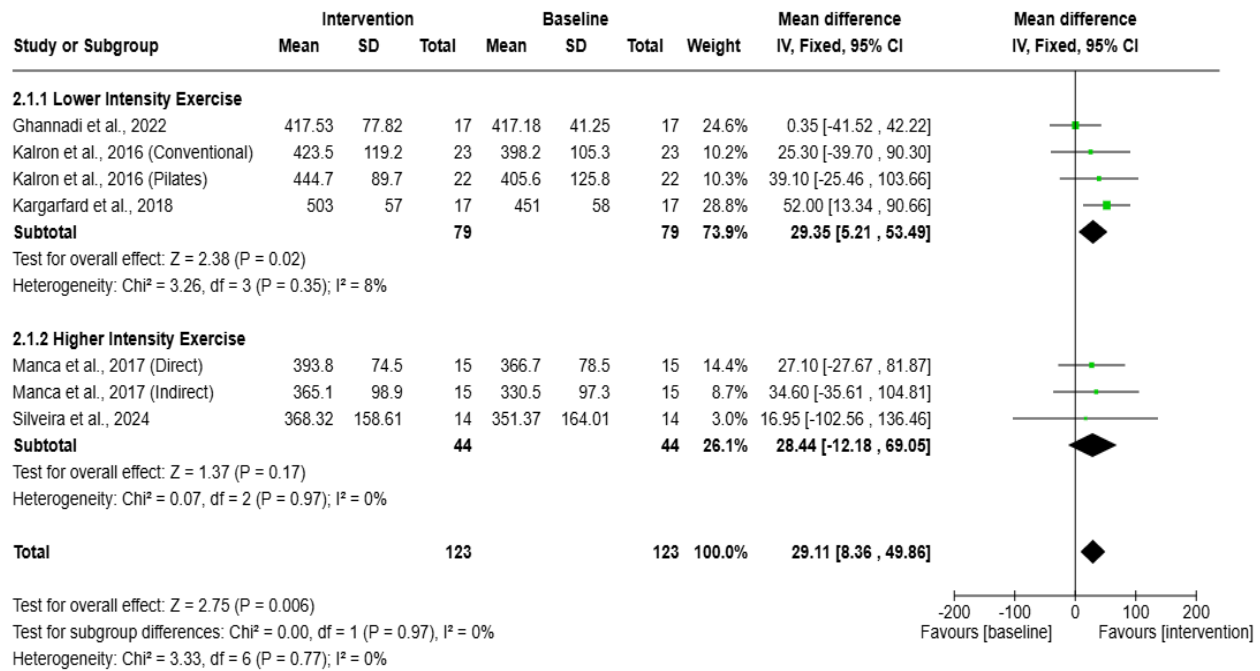 Intervention Baseline Mean difference Mean difference
Study or Subgroup Mean SD Total Mean SD Total Weight IV, Fixed, 95% CI IV, Fixed, 95% CI
2.1.1 Lower Intensity Exercise
Ghannadi et al., 2022 417.53 77.82 17 417.18 41.25 17 24.6% 0.35 [-41.52 , 42.22]
Kalron et al., 2016 (Conventional) 423.5 119.2 23 398.2 105.3 23 10.2% 25.30 [-39.70 , 90.30]
Kalron et al., 2016 (Pilates) 444.7 89.7 22 405.6 125.8 22 10.3% 39.10 [-25.46 , 103.66]
Kargarfard et al., 2018 503 57 17 451 58 17 28.8% 52.00 [13.34 , 90.66]
Subtotal 79 79 73.9% 29.35 [5.21 , 53.49]
Test for overall effect: Z = 2.38 (P = 0.02)
Heterogeneity: Chi² = 3.26, df = 3 (P = 0.35); I² = 8%
2.1.2 Higher Intensity Exercise
Manca et al., 2017 (Direct) 393.8 74.5 15 366.7 78.5 15 14.4% 27.10 [-27.67 , 81.87]
Manca et al., 2017 (Indirect) 365.1 98.9 15 330.5 97.3 15 8.7% 34.60 [-35.61 , 104.81]
Silveira et al., 2024 368.32 158.61 14 351.37 164.01 14 3.0% 16.95 [-102.56 , 136.46]
Subtotal 44 44 26.1% 28.44 [-12.18 , 69.05]
Test for overall effect: Z = 1.37 (P = 0.17)
Heterogeneity: Chi² = 0.07, df = 2 (P = 0.97); I² = 0%
Total 123 123 100.0% 29.11 [8.36 , 49.86]
Test for overall effect: Z = 2.75 (P = 0.006)
Test for subgroup differences: Chi² = 0.00, df = 1 (P = 0.97), I² = 0%
Heterogeneity: Chi² = 3.33, df = 6 (P = 0.77); I² = 0%
-200 -100 0 100 200
Favours [baseline] Favours [intervention]